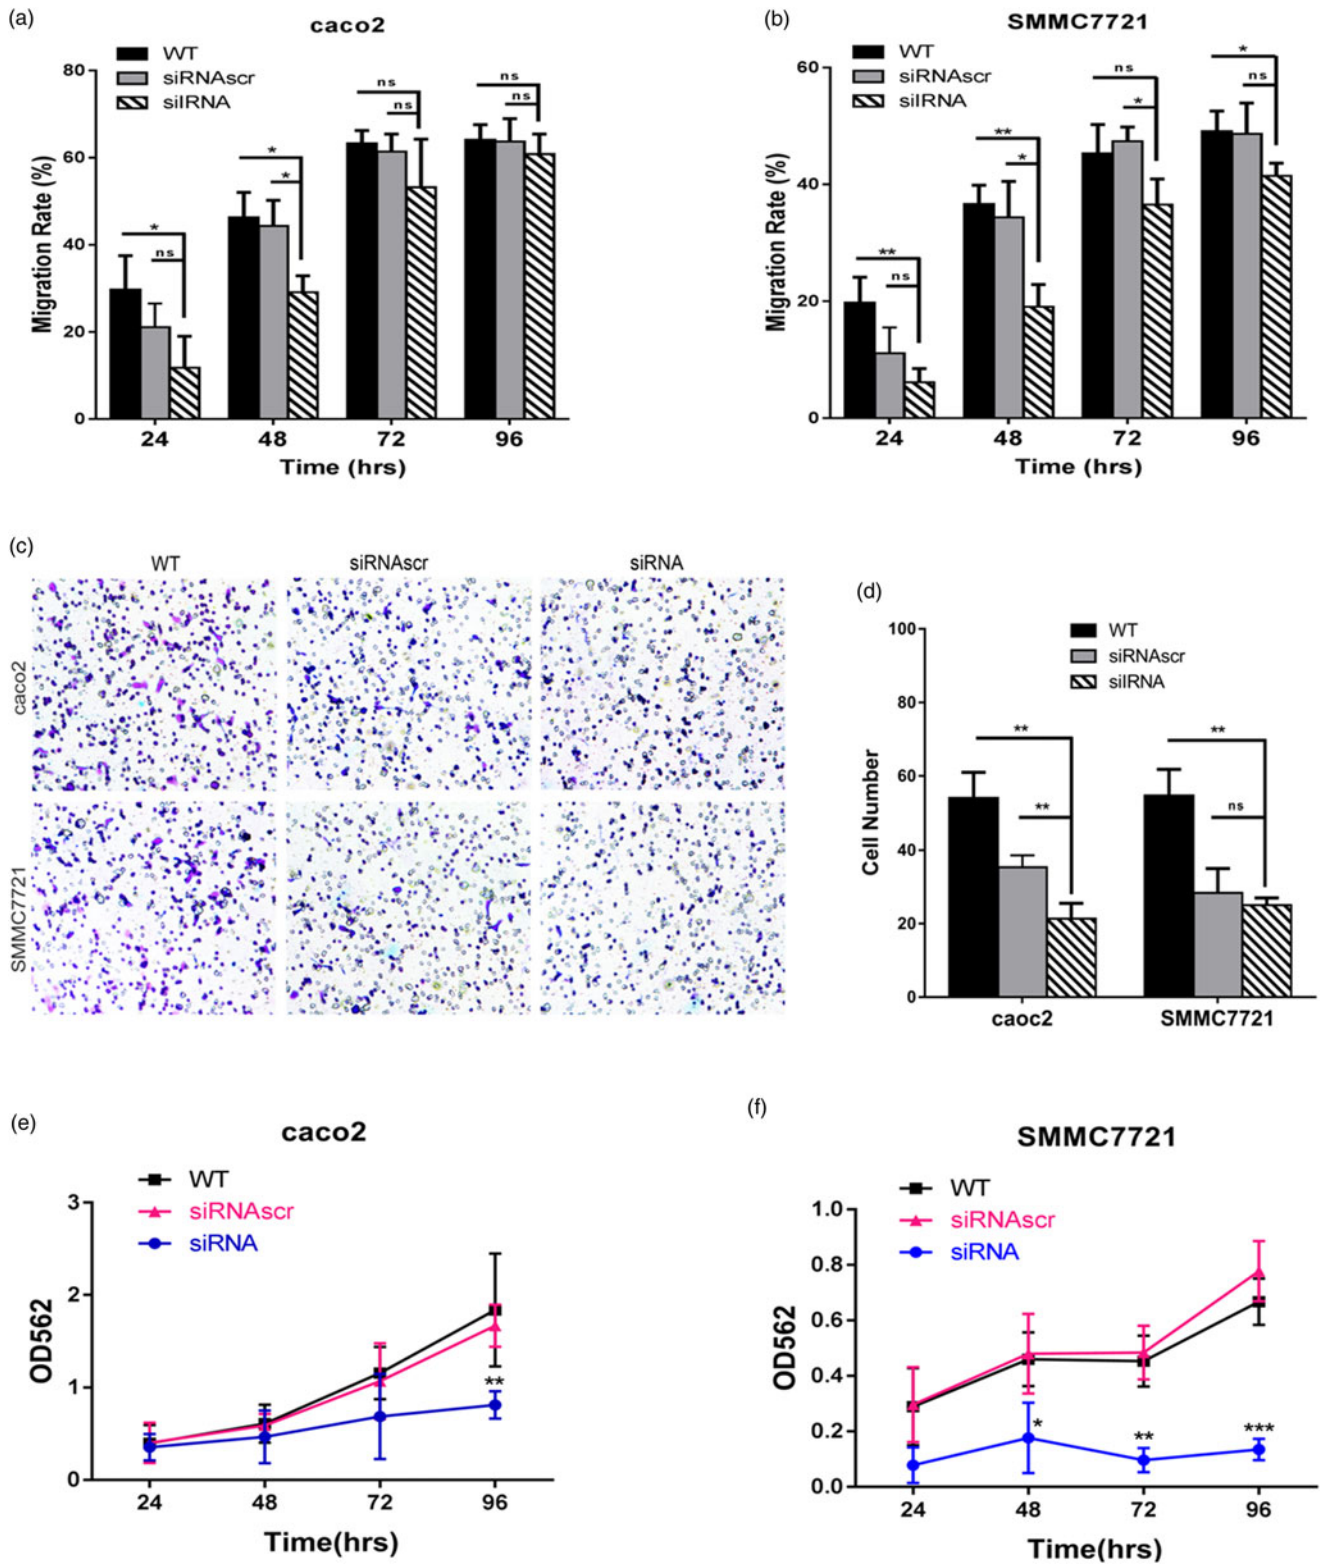 (a)
caco2
WT
siRNAscr
silRNA
Migration Rate (%)
80
60
40
20
0
*
ns
*
*
ns
ns
ns
ns
24 48 72 96
Time (hrs)
(b)
SMMC7721
WT
siRNAscr
silRNA
Migration Rate (%)
60
40
20
0
**
ns
**
*
ns
*
*
ns
24 48 72 96
Time (hrs)
(c)
WT siRNAscr siRNA
caco2
SMMC7721
(d)
WT
siRNAscr
silRNA
Cell Number
100
80
60
40
20
0
**
**
**
ns
caoc2 SMMC7721
(e)
caco2
WT
siRNAscr
siRNA
OD562
3
2
1
0
**
24 48 72 96
Time(hrs)
(f)
SMMC7721
WT
siRNAscr
siRNA
OD562
1.0
0.8
0.6
0.4
0.2
0.0
*
**
***
24 48 72 96
Time(hrs)